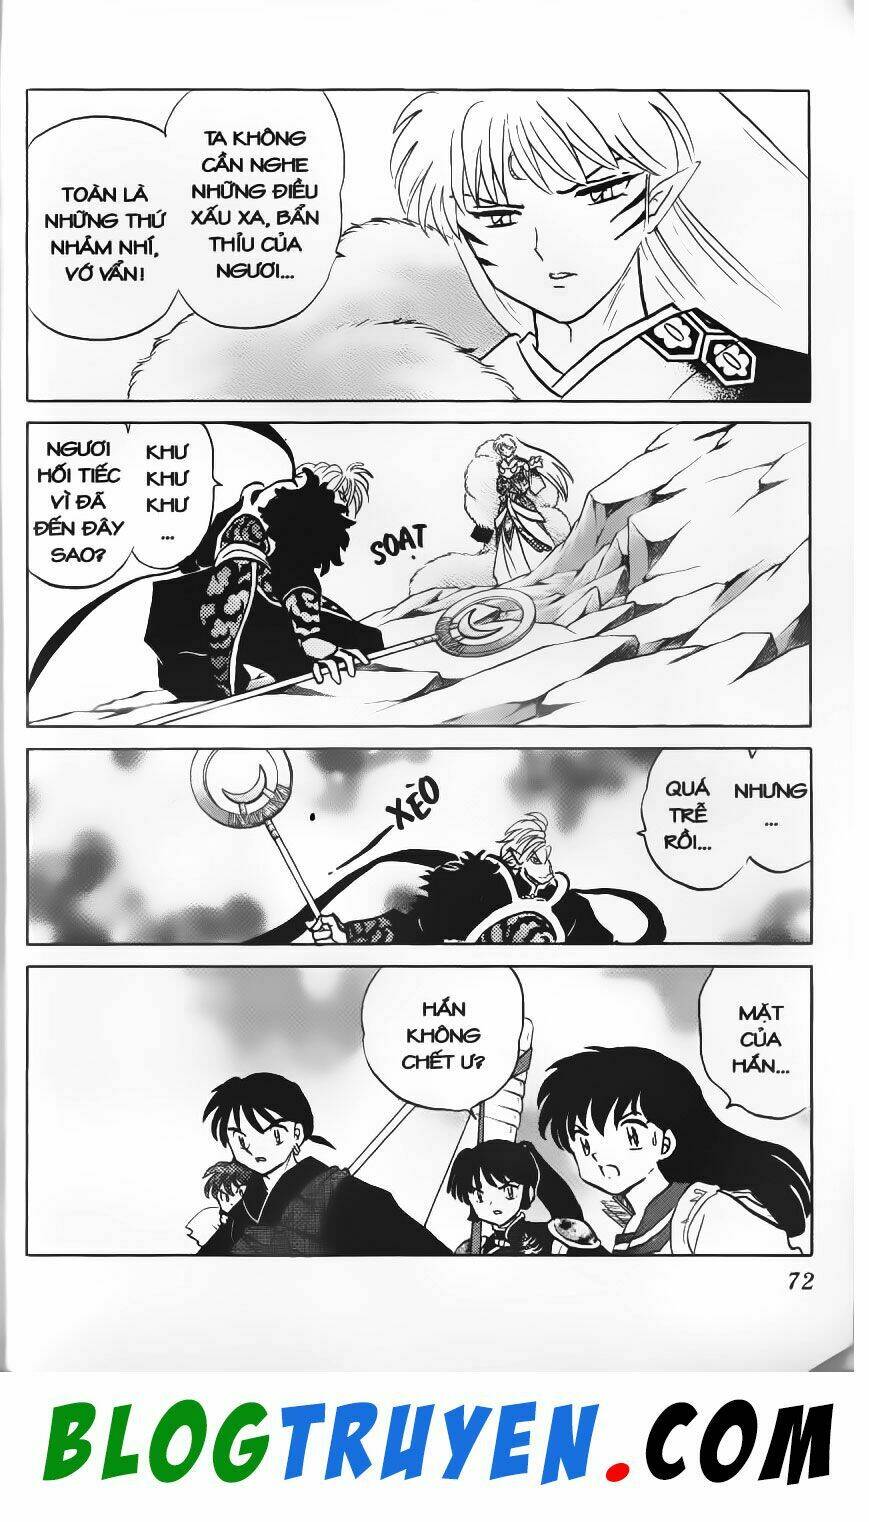 TA KHÔNG
CẦN NGHE
NHỮNG ĐIỀU
XẤU XA, BẨN
THỈU CỦA
NGƯƠI...
TOÀN LÀ
NHỮNG THỨ
NHẢM NHÍ,
VỚ VẨN!
KHƯ
KHƯ
KHƯ
...
NGƯƠI
HỐI TIẾC
VÌ ĐÃ
ĐẾN ĐÂY
SAO?
SOẠT
NHƯNG
...
QUÁ
TRỄ
RỒI...
XÈO
MẶT
CỦA
HẮN...
HẮN
KHÔNG
CHẾT Ư?
72
BLOGTRUYEN.COM